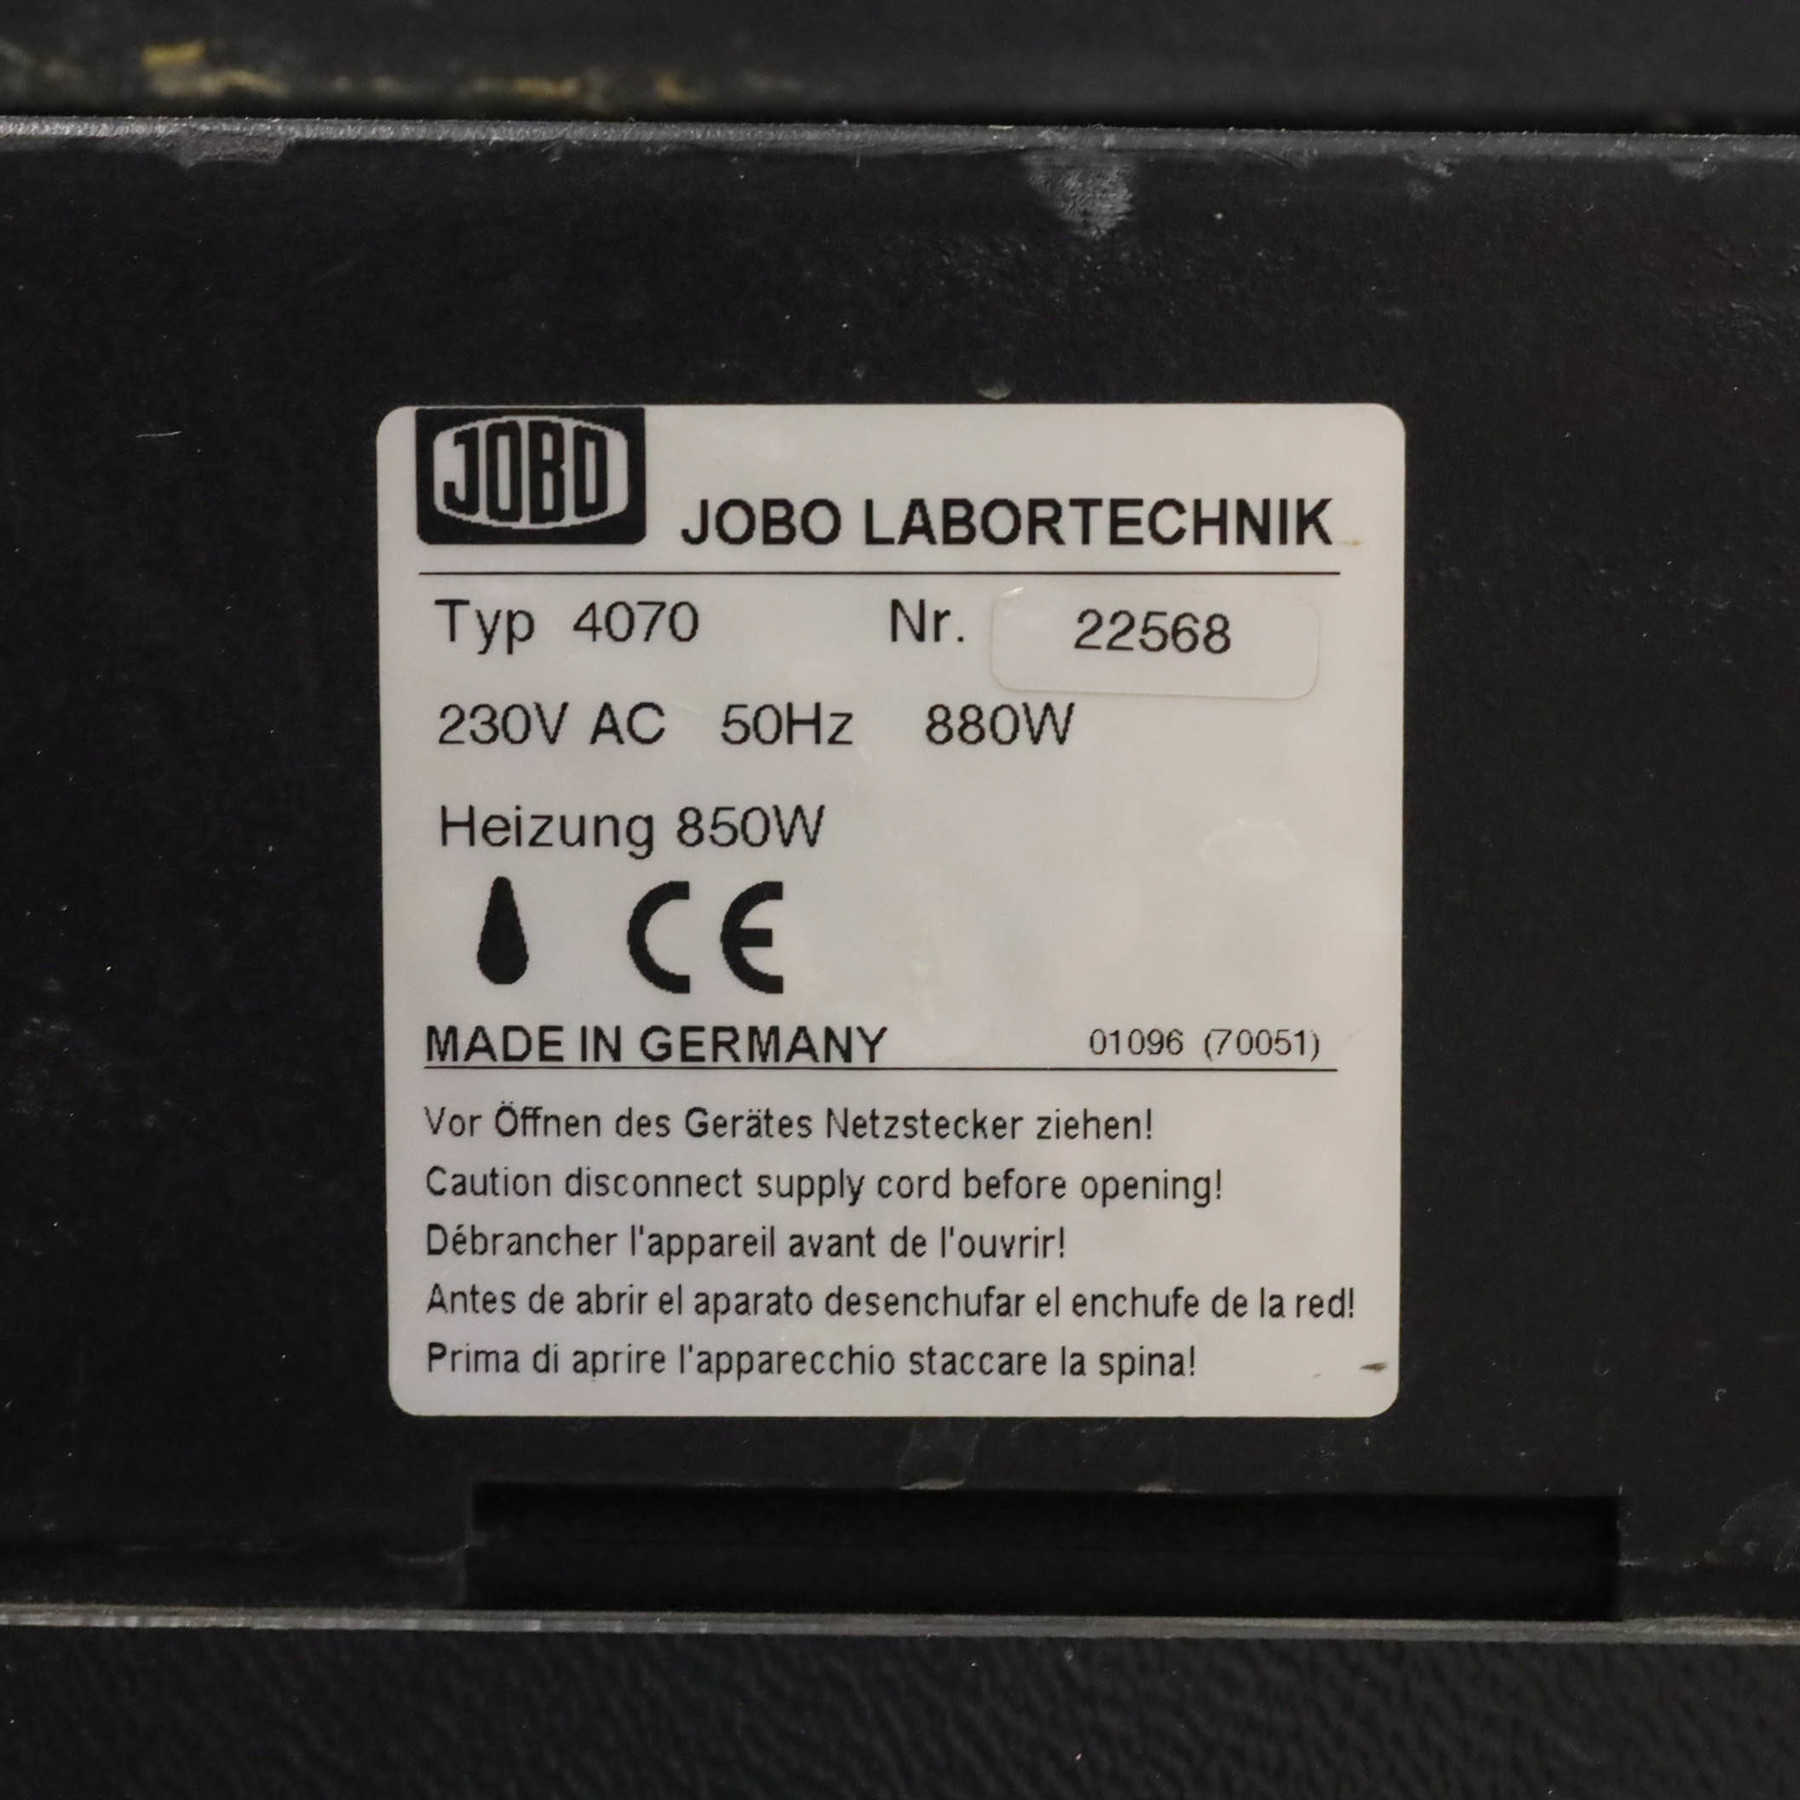 JOBO JOBO LABORTECHNIK
Typ 4070 Nr. 22568
230V AC 50Hz 880W
Heizung 850W
CE
MADE IN GERMANY 01096 (70051)
Vor Öffnen des Gerätes Netzstecker ziehen!
Caution disconnect supply cord before opening!
Débrancher l'appareil avant de l'ouvrir!
Antes de abrir el aparato desenchufar el enchufe de la red!
Prima di aprire l'apparecchio staccare la spina!